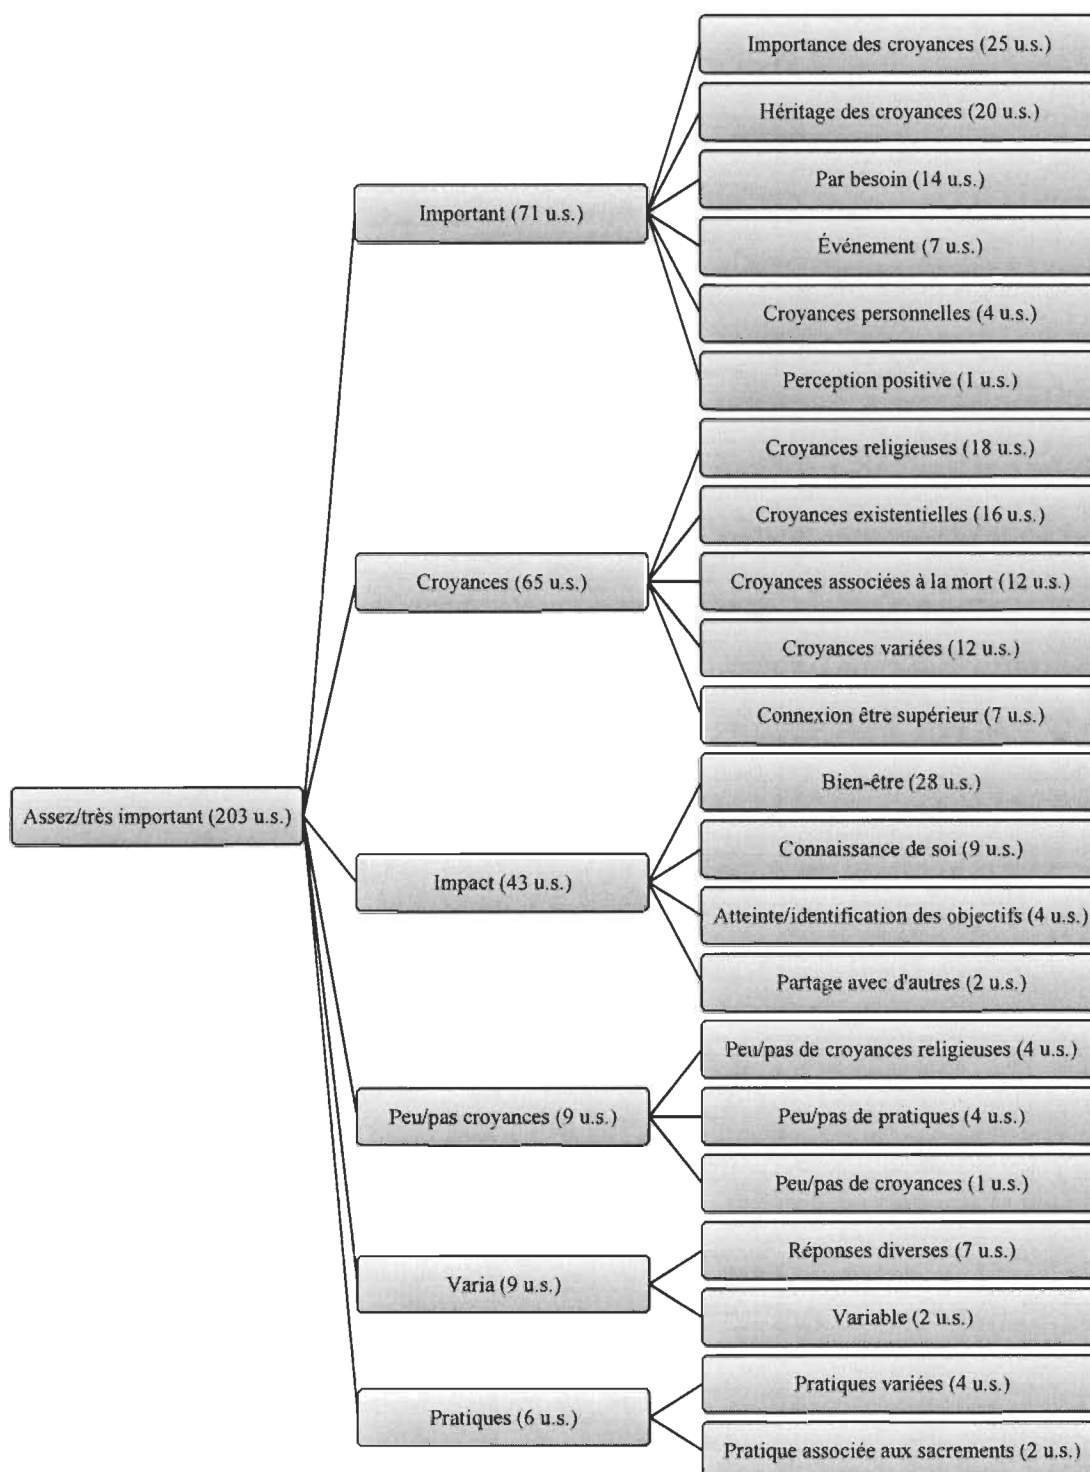 Assez/très important (203 u.s.)
Important (71 u.s.)
Importance des croyances (25 u.s.)
Héritage des croyances (20 u.s.)
Par besoin (14 u.s.)
Événement (7 u.s.)
Croyances personnelles (4 u.s.)
Perception positive (1 u.s.)
Croyances (65 u.s.)
Croyances religieuses (18 u.s.)
Croyances existentielles (16 u.s.)
Croyances associées à la mort (12 u.s.)
Croyances variées (12 u.s.)
Connexion être supérieur (7 u.s.)
Impact (43 u.s.)
Bien-être (28 u.s.)
Connaissance de soi (9 u.s.)
Atteinte/identification des objectifs (4 u.s.)
Partage avec d'autres (2 u.s.)
Peu/pas croyances (9 u.s.)
Peu/pas de croyances religieuses (4 u.s.)
Peu/pas de pratiques (4 u.s.)
Peu/pas de croyances (1 u.s.)
Varia (9 u.s.)
Réponses diverses (7 u.s.)
Variable (2 u.s.)
Pratiques (6 u.s.)
Pratiques variées (4 u.s.)
Pratique associée aux sacrements (2 u.s.)